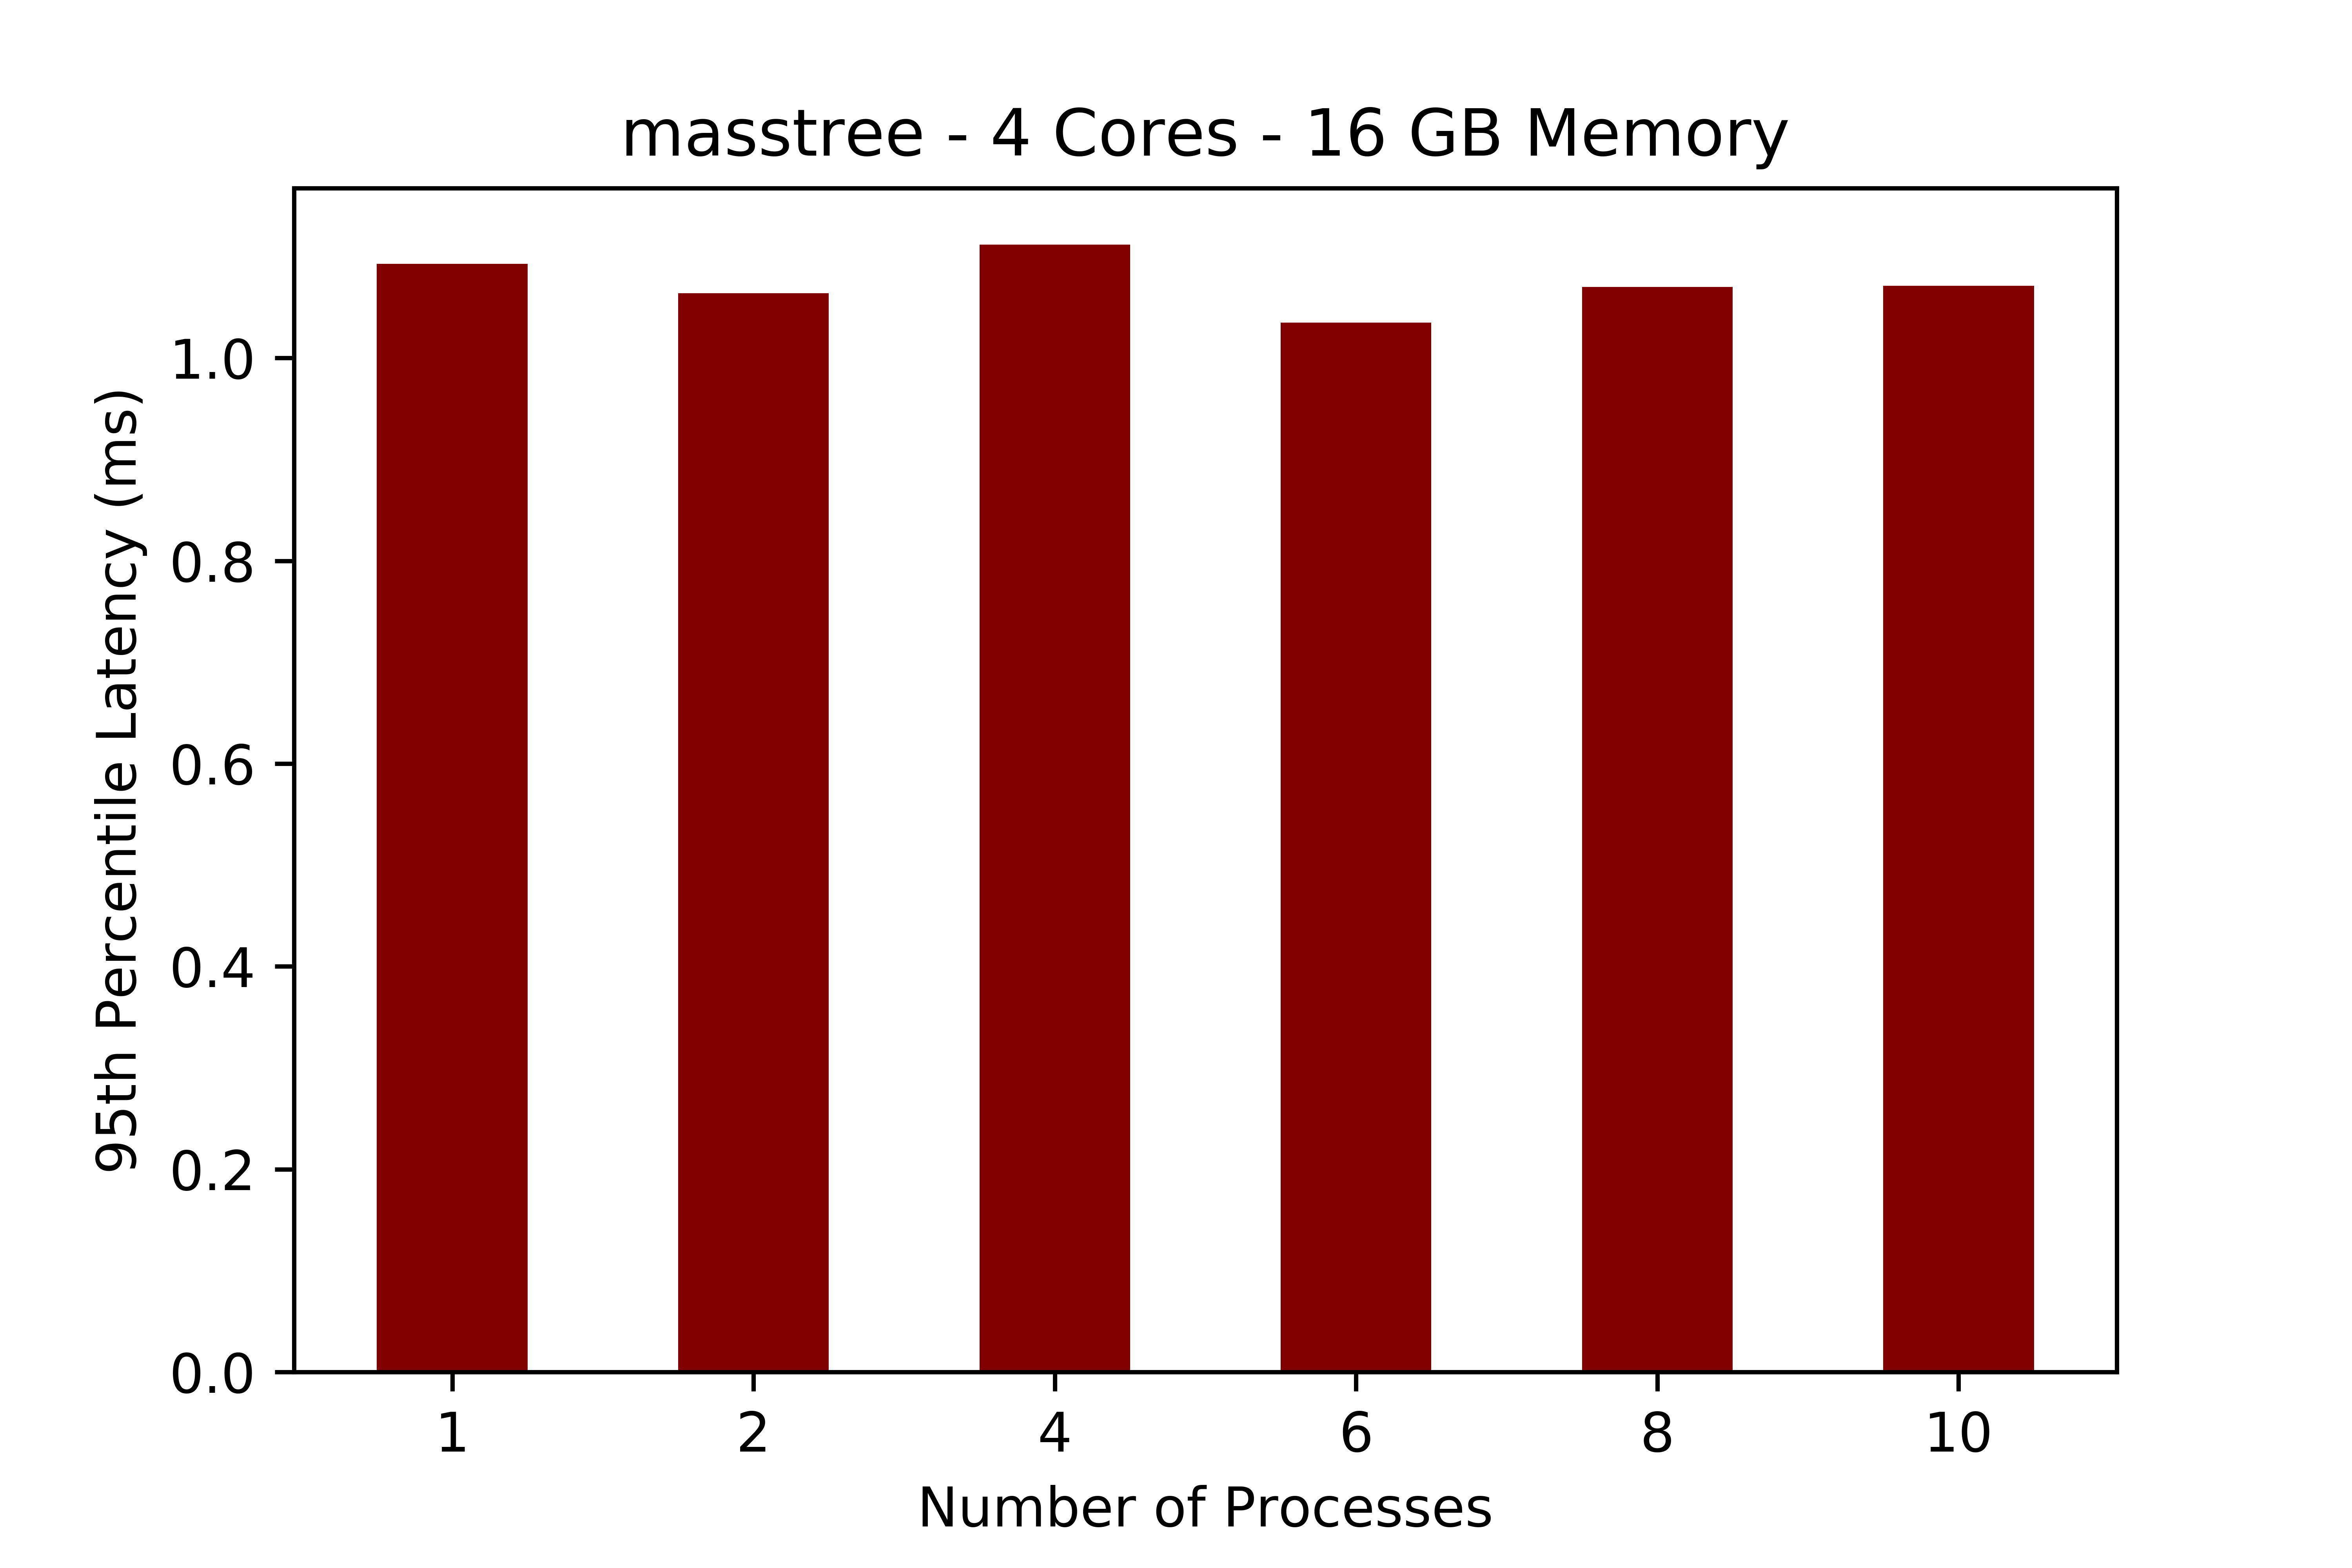 masstree - 4 Cores - 16 GB Memory
95th Percentile Latency (ms)
1.0
0.8
0.6
0.4
0.2
0.0
1 2 4 6 8 10
Number of Processes